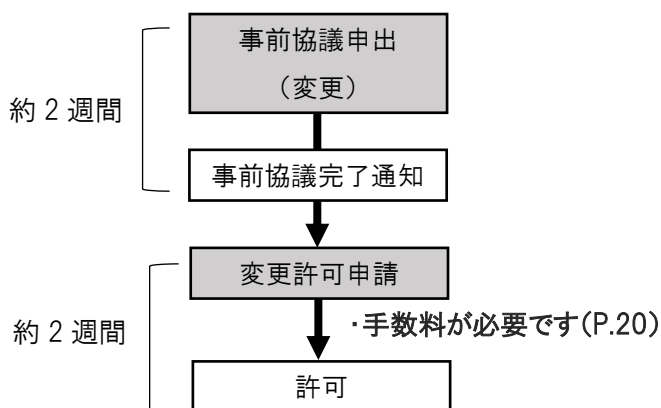 事前協議申出
（変更）
約２週間
事前協議完了通知
変更許可申請
・手数料が必要です(P.20)
約２週間
許可